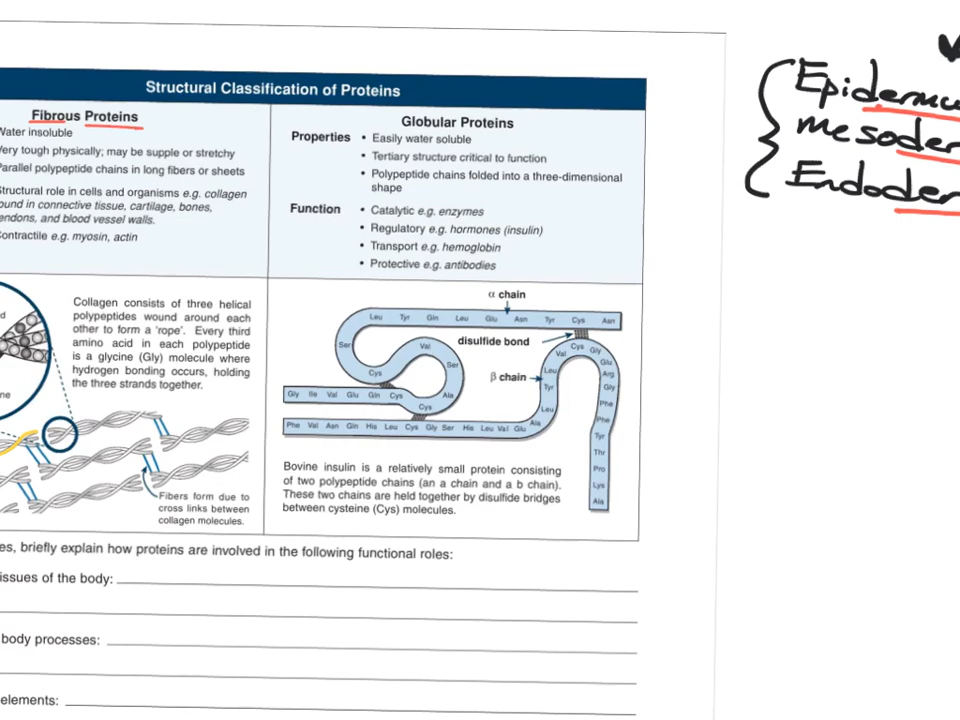 Structural Classification of Proteins
Fibrous Proteins
Water insoluble
Very tough physically; may be supple or stretchy
Parallel polypeptide chains in long fibers or sheets
Structural role in cells and organisms e.g. collagen
found in connective tissue, cartilage, bones,
tendons, and blood vessel walls.
Contractile e.g. myosin, actin
Globular Proteins
Properties • Easily water soluble
• Tertiary structure critical to function
• Polypeptide chains folded into a three-dimensional
shape
Function • Catalytic e.g. enzymes
• Regulatory e.g. hormones (insulin)
• Transport e.g. hemoglobin
• Protective e.g. antibodies
Collagen consists of three helical
polypeptides wound around each
other to form a 'rope'. Every third
amino acid in each polypeptide
is a glycine (Gly) molecule where
hydrogen bonding occurs, holding
the three strands together.
Fibers form due to
cross links between
collagen molecules.
α chain
Leu Tyr Gln Leu Glu Asn Tyr Cys Asn
disulfide bond
Ser
Val
Cys
Ser
Ala
Gly Ile Val Glu Gln Cys
Cys
β chain
Phe Val Asn Gln His Leu Cys Gly Ser His Leu Val Glu
Ala
Leu
Tyr
Leu
Val
Cys
Gly
Glu
Arg
Gly
Phe
Phe
Tyr
Thr
Pro
Lys
Ala
Bovine insulin is a relatively small protein consisting
of two polypeptide chains (an a chain and a b chain).
These two chains are held together by disulfide bridges
between cysteine (Cys) molecules.
es, briefly explain how proteins are involved in the following functional roles:
issues of the body:
body processes:
elements:
Epidermu
mesoder
Endoder